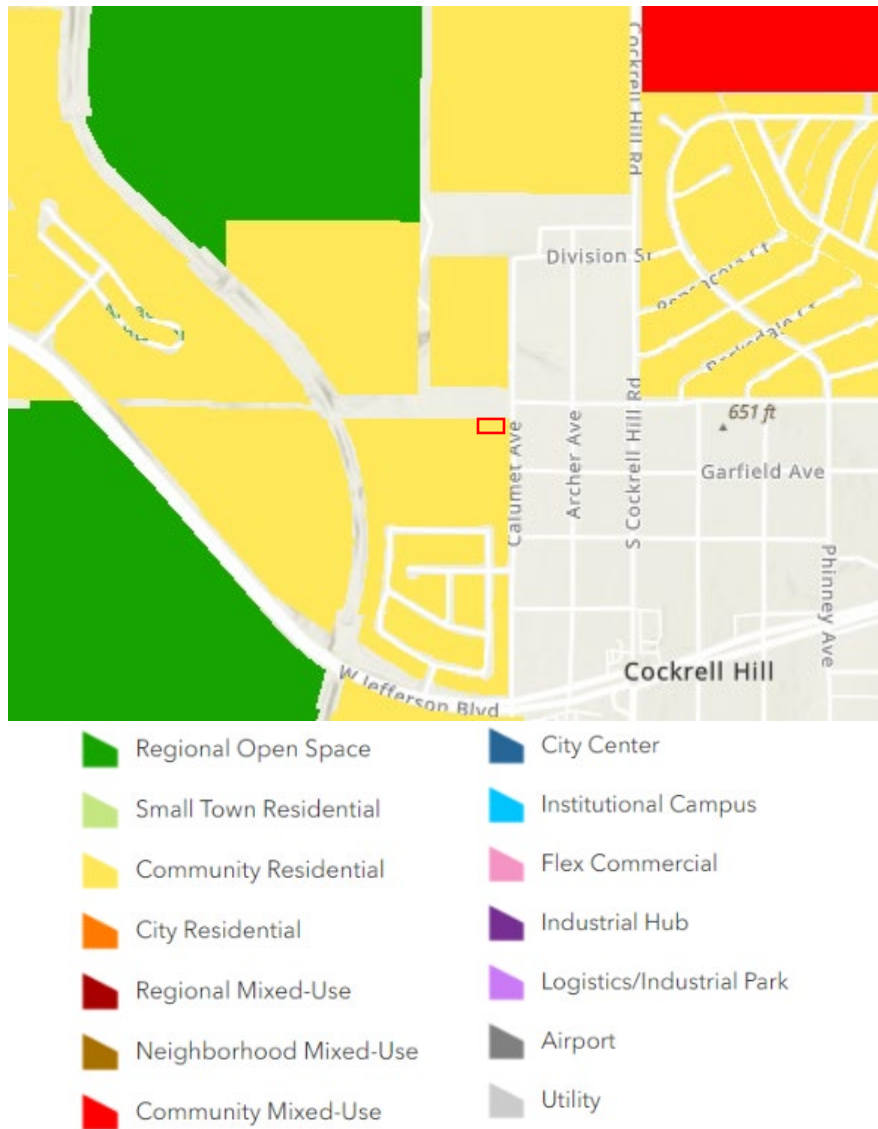 Cockrell Hill Rd
Division St
651 ft
Calumet Ave
Archer Ave
S Cockrell Hill Rd
Garfield Ave
Phinney Ave
Cockrell Hill
W Jefferson Blvd
Regional Open Space
Small Town Residential
Community Residential
City Residential
Regional Mixed-Use
Neighborhood Mixed-Use
Community Mixed-Use
City Center
Institutional Campus
Flex Commercial
Industrial Hub
Logistics/Industrial Park
Airport
Utility